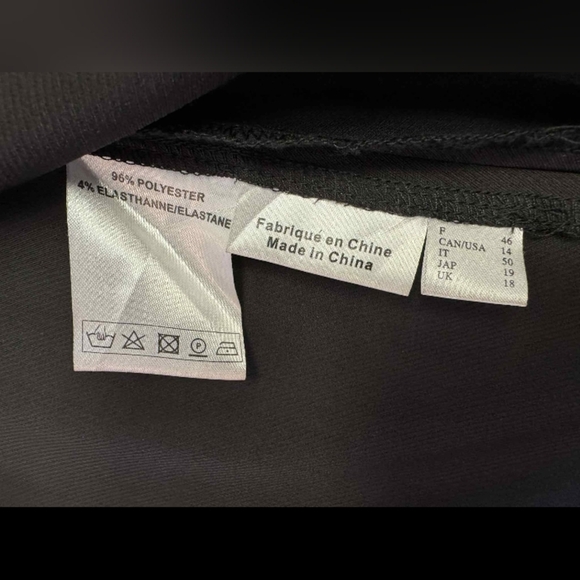 96% POLYESTER
4% ELASTHANNE/ELASTANE
Fabriqué en Chine
Made in China
F 46
CAN/USA 14
IT 50
JAP 19
UK 18
P